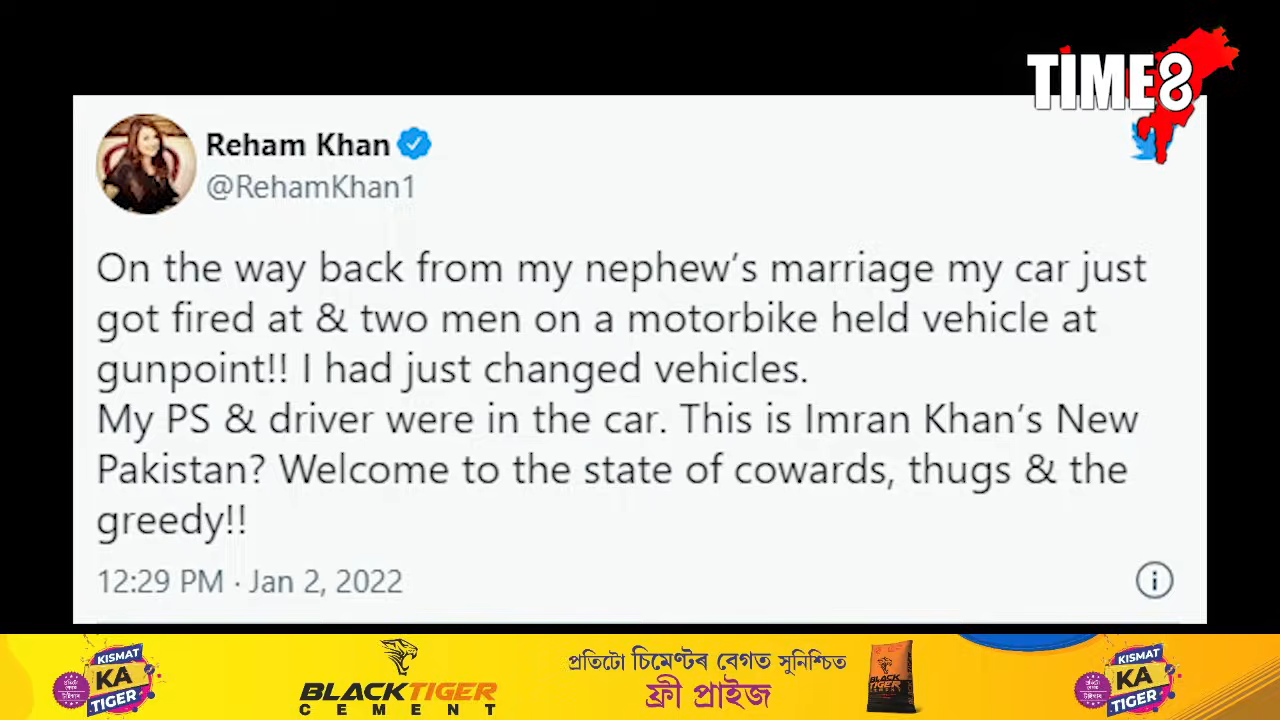 TIME8
Reham Khan
@RehamKhan1
On the way back from my nephew's marriage my car just
got fired at & two men on a motorbike held vehicle at
gunpoint!! I had just changed vehicles.
My PS & driver were in the car. This is Imran Khan's New
Pakistan? Welcome to the state of cowards, thugs & the
greedy!!
12:29 PM · Jan 2, 2022
KISMAT
KA
TIGER
BLACKTIGER
CEMENT
প্ৰতিটো চিমেণ্টৰ বেগত সুনিশ্চিত
ফ্ৰী প্ৰাইজ
BLACK
TIGER
CEMENT
KISMAT
KA
TIGER